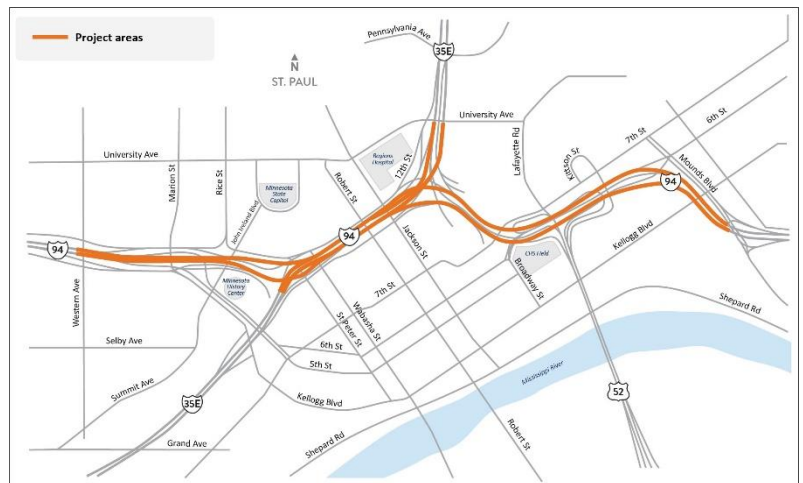 Project areas
Pennsylvania Ave
35E
N
ST. PAUL
University Ave
Lafayette Rd
7th St
6th St
Regions
Hospital
12th St
Kittson St
Mounds Blvd
94
University Ave
Marion St
Rice St
Minnesota
State
Capitol
Robert St
John Ireland Blvd
94
94
Jackson St
Kellogg Blvd
CHS Field
Broadway St
Minnesota
History
Center
Western Ave
7th St
Wabasha St
St Peter St
Shepard Rd
Selby Ave
6th St
5th St
Mississippi River
Summit Ave
35E
Kellogg Blvd
52
Grand Ave
Shepard Rd
Robert St